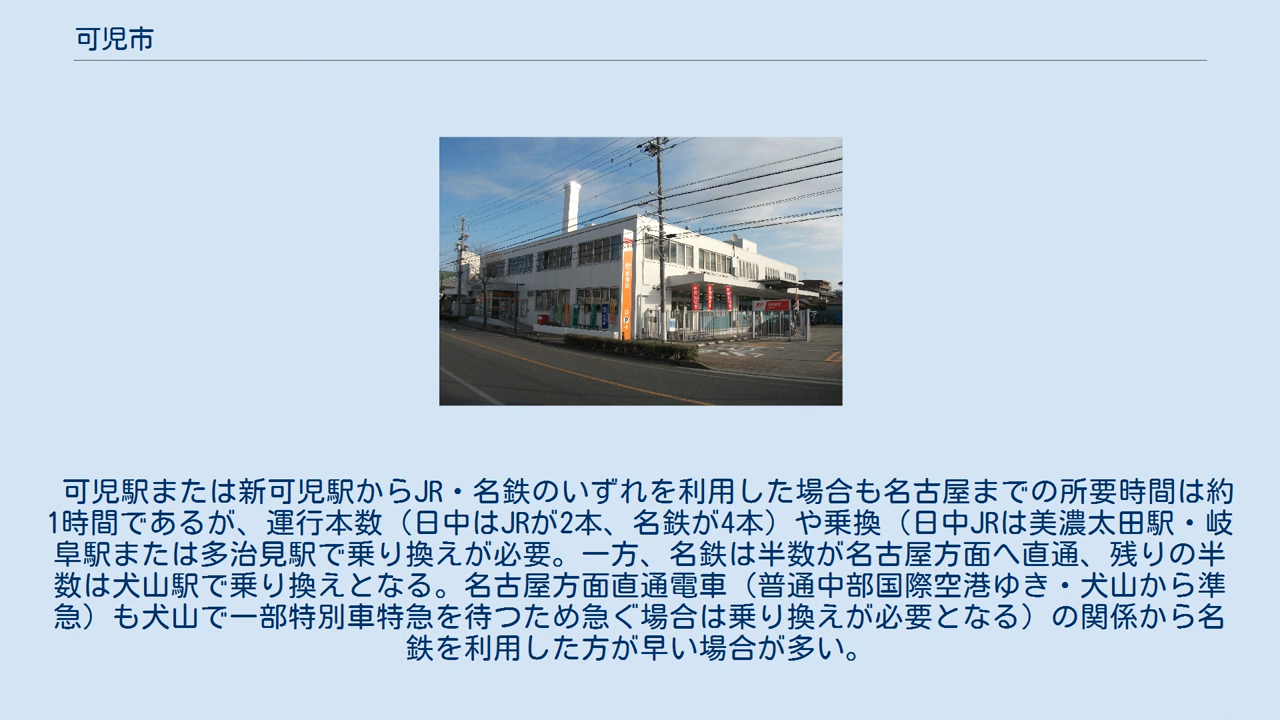 可児市
可児駅または新可児駅からJR・名鉄のいずれを利用した場合も名古屋までの所要時間は約
1時間であるが、運行本数（日中はJRが2本、名鉄が4本）や乗換（日中JRは美濃太田駅・岐
阜駅または多治見駅で乗り換えが必要。一方、名鉄は半数が名古屋方面へ直通、残りの半
数は犬山駅で乗り換えとなる。名古屋方面直通電車（普通中部国際空港ゆき・犬山から準
急）も犬山で一部特別車特急を待つため急ぐ場合は乗り換えが必要となる）の関係から名
鉄を利用した方が早い場合が多い。